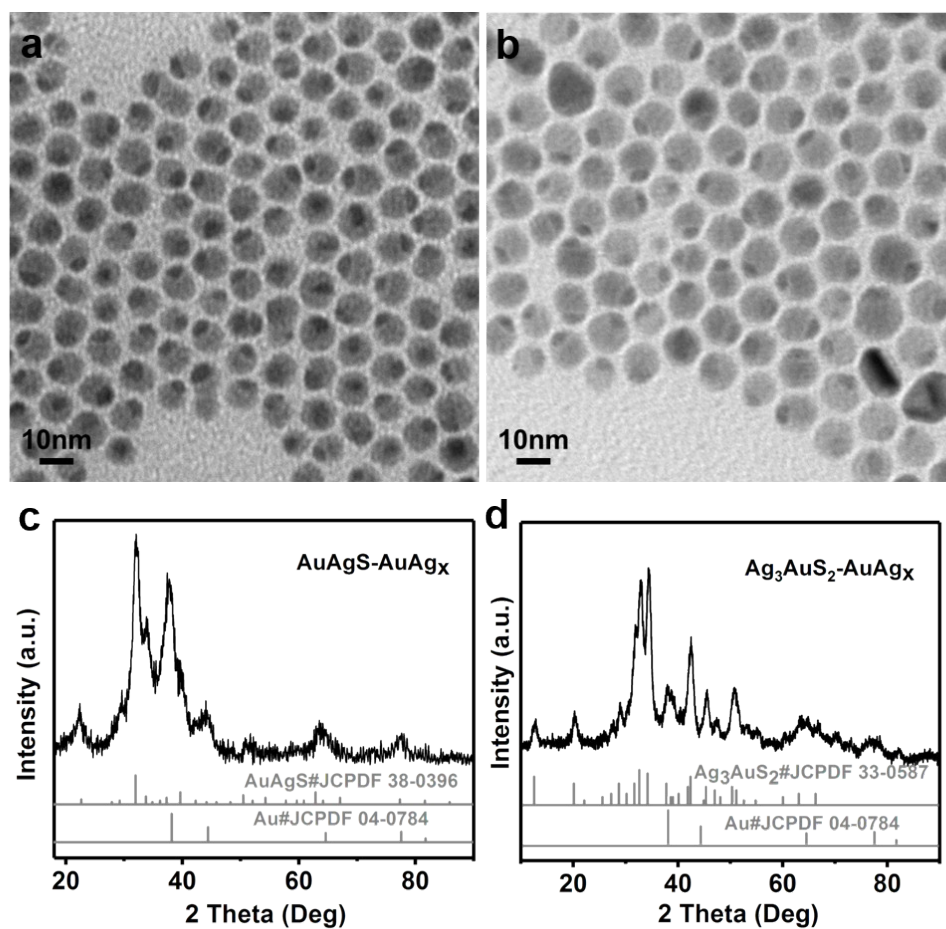 a
b
10nm
10nm
c
d
AuAgS-AuAgx
Ag3AuS2-AuAgx
Intensity (a.u.)
Intensity (a.u.)
AuAgS#JCPDF 38-0396
Ag3AuS2#JCPDF 33-0587
Au#JCPDF 04-0784
Au#JCPDF 04-0784
20 40 60 80
20 40 60 80
2 Theta (Deg)
2 Theta (Deg)